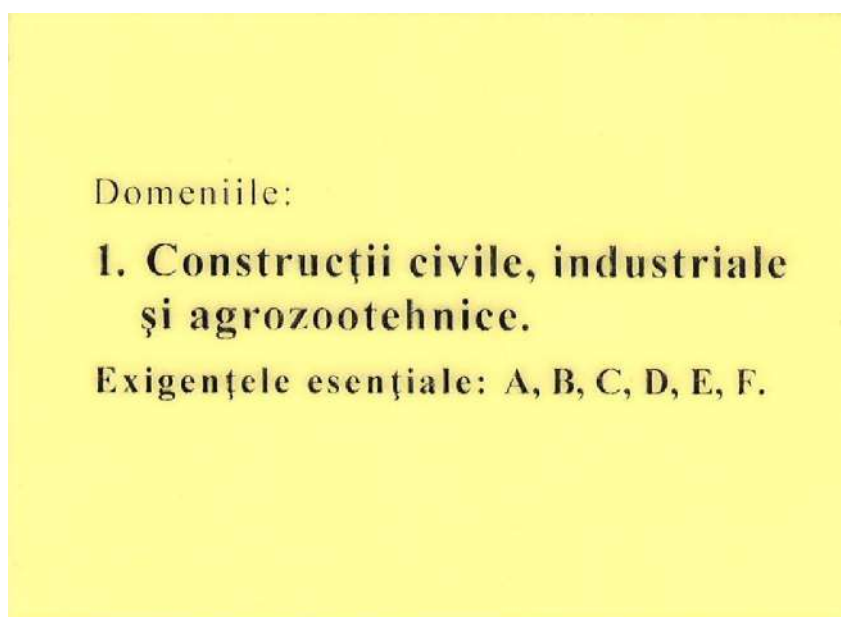 Domeniile:
1. Construcţii civile, industriale
şi agrozootehnice.
Exigenţele esenţiale: A, B, C, D, E, F.